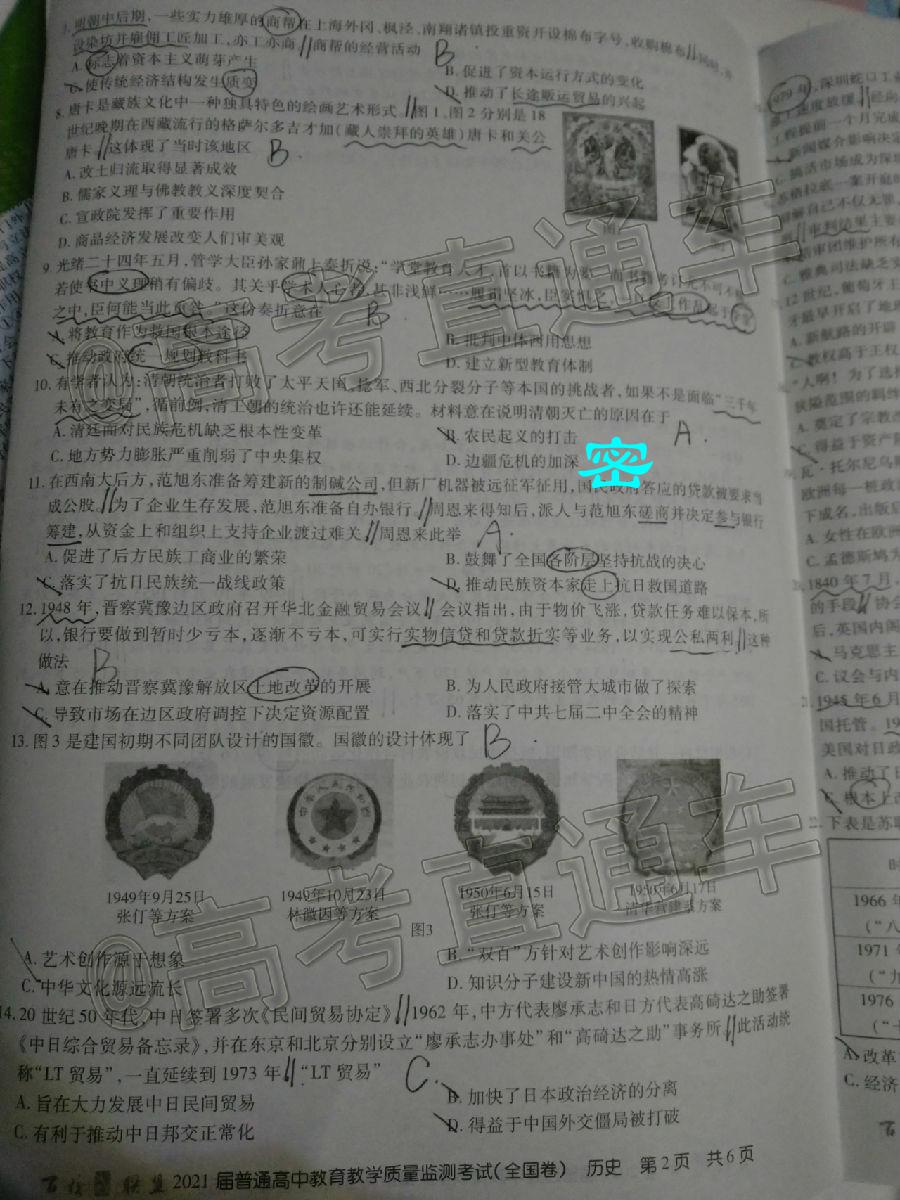 7.明朝中后期,一些实力雄厚的商帮在上海外冈、枫泾、南翔诸镇投重资开设棉布字号,收购棉布
设染坊并雇佣工匠加工,亦工亦商 商帮的经营活动 B
A.标志着资本主义萌芽产生
B.促进了资本运行方式的变化
C.使传统经济结构发生质变
D.推动了长途贩运贸易的兴起
8.唐卡是藏族文化中一种独具特色的绘画艺术形式 图1、图2分别是18
世纪晚期在西藏流行的格萨尔多吉才加(藏人崇拜的英雄)唐卡和关公
唐卡 这体现了当时该地区 B
A.改土归流取得显著成效
B.儒家义理与佛教教义深度契合
C.宣政院发挥了重要作用
D.商品经济发展改变人们审美观
9.光绪二十四年五月,管学大臣孙家鼐上奏折说:“学堂教育人才,首以书籍为
若使书中义理稍有偏歧。其关乎学术人心者,甚非浅鲜……
之中,臣何能当此重咎。”这份奏折意在 B
A.将教育作为救国根本途径
B.批判中体西用思想
C.推动政府统一规划教科书
D.建立新型教育体制
10.有学者认为:清朝统治者打败了太平天国、捻军、西北分裂分子等本国的挑战者,如果不是面临“三千年
未有之变局”,循前例,清王朝的统治也许还能延续。材料意在说明清朝灭亡的原因在于
A.清廷面对民族危机缺乏根本性变革
B.农民起义的打击 A.
C.地方势力膨胀严重削弱了中央集权
D.边疆危机的加深
密
11.在西南大后方,范旭东准备筹建新的制碱公司,但新厂机器被远征军征用,国民政府答应的贷款被要求当
成公股 为了企业生存发展,范旭东准备自办银行 周恩来得知后,派人与范旭东磋商并决定参与银行
筹建,从资金上和组织上支持企业渡过难关 周恩来此举 A
A.促进了后方民族工商业的繁荣
B.鼓舞了全国各阶层坚持抗战的决心
C.落实了抗日民族统一战线政策
D.推动民族资本家走上抗日救国道路
12.1948年,晋察冀豫边区政府召开华北金融贸易会议 会议指出,由于物价飞涨,贷款任务难以保本,所
以,银行要做到暂时少亏本,逐渐不亏本,可实行实物信贷和贷款折实等业务,以实现公私两利 这种
做法 B
A.意在推动晋察冀豫解放区土地改革的开展
B.为人民政府接管大城市做了探索
C.导致市场在边区政府调控下决定资源配置
D.落实了中共七届二中全会的精神
13.图3是建国初期不同团队设计的国徽。国徽的设计体现了 B
1949年9月25日
张仃等方案
1949年10月23日
林徽因等方案
1950年6月15日
张仃等方案
1950年6月17日
清华营建系方案
图3
A.艺术创作源于想象
B.“双百”方针对艺术创作影响深远
C.中华文化源远流长
D.知识分子建设新中国的热情高涨
14.20世纪50年代,中日签署多次《民间贸易协定》 1962年,中方代表廖承志和日方代表高碕达之助签署
《中日综合贸易备忘录》,并在东京和北京分别设立“廖承志办事处”和“高碕达之助”事务所 此活动统
称“LT贸易”,一直延续到1973年 “LT贸易” C.
A.旨在大力发展中日民间贸易
B.加快了日本政治经济的分离
C.有利于推动中日邦交正常化
D.得益于中国外交僵局被打破
2021届普通高中教育教学质量监测考试(全国卷) 历史 第2页 共6页
@高考直通车
@高考直通车